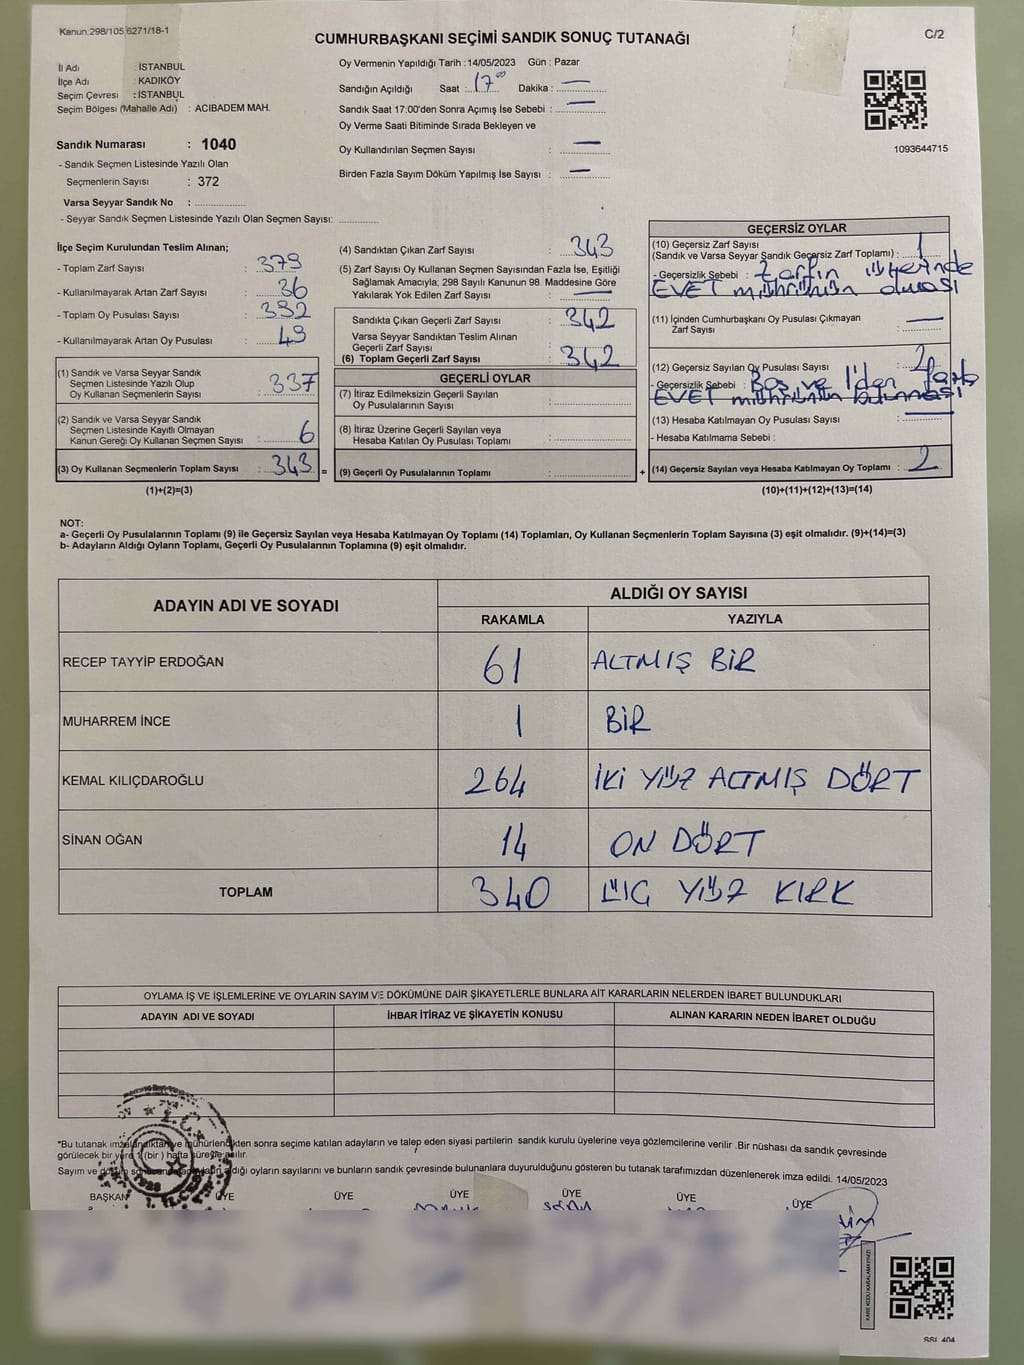 Kanun.298/105 6271/18-1
C/2
CUMHURBAŞKANI SEÇİMİ SANDIK SONUÇ TUTANAĞI
İl Adı : İSTANBUL
İlçe Adı : KADIKÖY
Seçim Çevresi : İSTANBUL
Seçim Bölgesi (Mahalle Adı) : ACIBADEM MAH.
Sandık Numarası : 1040
- Sandık Seçmen Listesinde Yazılı Olan
Seçmenlerin Sayısı : 372
Varsa Seyyar Sandık No :
- Seyyar Sandık Seçmen Listesinde Yazılı Olan Seçmen Sayısı:
Oy Vermenin Yapıldığı Tarih : 14/05/2023 Gün : Pazar
Sandığın Açıldığı Saat : 17 00 Dakika : —
Sandık Saat 17:00'den Sonra Açımış İse Sebebi : —
Oy Verme Saati Bitiminde Sırada Bekleyen ve
Oy Kullandırılan Seçmen Sayısı : —
Birden Fazla Sayım Döküm Yapılmış İse Sayısı : —
1093644715
İlçe Seçim Kurulundan Teslim Alınan;
- Toplam Zarf Sayısı : 379
- Kullanılmayarak Artan Zarf Sayısı : 36
- Toplam Oy Pusulası Sayısı : 392
- Kullanılmayarak Artan Oy Pusulası : 49
(1) Sandık ve Varsa Seyyar Sandık
Seçmen Listesinde Yazılı Olup
Oy Kullanan Seçmenlerin Sayısı : 337
(2) Sandık ve Varsa Seyyar Sandık
Seçmen Listesinde Kayıtlı Olmayan
Kanun Gereği Oy Kullanan Seçmen Sayısı : 6
(3) Oy Kullanan Seçmenlerin Toplam Sayısı : 343 =
(1)+(2)=(3)
(4) Sandıktan Çıkan Zarf Sayısı : 343
(5) Zarf Sayısı Oy Kullanan Seçmen Sayısından Fazla İse, Eşitliği
Sağlamak Amacıyla; 298 Sayılı Kanunun 98. Maddesine Göre
Yakılarak Yok Edilen Zarf Sayısı : —
Sandıkta Çıkan Geçerli Zarf Sayısı : 342
Varsa Seyyar Sandıktan Teslim Alınan
Geçerli Zarf Sayısı
(6) Toplam Geçerli Zarf Sayısı : 342
GEÇERLİ OYLAR
(7) İtiraz Edilmeksizin Geçerli Sayılan
Oy Pusulalarının Sayısı :
(8) İtiraz Üzerine Geçerli Sayılan veya
Hesaba Katılan Oy Pusulası Toplamı :
(9) Geçerli Oy Pusulalarının Toplamı : +
GEÇERSİZ OYLAR
(10) Geçersiz Zarf Sayısı
(Sandık ve Varsa Seyyar Sandık Geçersiz Zarf Toplamı) : 1
- Geçersizlik Sebebi : Zarfın üzerinde
EVET mührünün olması
(11) İçinden Cumhurbaşkanı Oy Pusulası Çıkmayan
Zarf Sayısı : —
(12) Geçersiz Sayılan Oy Pusulası Sayısı : 2
- Geçersizlik Sebebi : Boş ve 1'den fazla
EVET mührünün bulunması
(13) Hesaba Katılmayan Oy Pusulası Sayısı : —
- Hesaba Katılmama Sebebi :
(14) Geçersiz Sayılan veya Hesaba Katılmayan Oy Toplamı : 2
(10)+(11)+(12)+(13)=(14)
NOT:
a- Geçerli Oy Pusulalarının Toplamı (9) ile Geçersiz Sayılan veya Hesaba Katılmayan Oy Toplamı (14) Toplamları, Oy Kullanan Seçmenlerin Toplam Sayısına (3) eşit olmalıdır. (9)+(14)=(3)
b- Adayların Aldığı Oyların Toplamı, Geçerli Oy Pusulalarının Toplamına (9) eşit olmalıdır.
ADAYIN ADI VE SOYADI
ALDIĞI OY SAYISI
RAKAMLA YAZIYLA
RECEP TAYYİP ERDOĞAN 61 ALTMIŞ BİR
MUHARREM İNCE 1 BİR
KEMAL KILIÇDAROĞLU 264 İKİ YÜZ ALTMIŞ DÖRT
SİNAN OĞAN 14 ON DÖRT
TOPLAM 340 ÜÇ YÜZ KIRK
OYLAMA İŞ VE İŞLEMLERİNE VE OYLARIN SAYIM VE DÖKÜMÜNE DAİR ŞİKAYETLERLE BUNLARA AİT KARARLARIN NELERDEN İBARET BULUNDUKLARI
ADAYIN ADI VE SOYADI İHBAR İTİRAZ VE ŞİKAYETİN KONUSU ALINAN KARARIN NEDEN İBARET OLDUĞU
*Bu tutanak imzalandıktan ve mühürlendikten sonra seçime katılan adayların ve talep eden siyasi partilerin sandık kurulu üyelerine veya gözlemcilerine verilir .Bir nüshası da sandık çevresinde
görülecek bir yere (bir) hafta süreyle asılır.
Sayım ve döküm aldığı oyların sayılarını ve bunların sandık çevresinde bulunanlara duyurulduğunu gösteren bu tutanak tarafımızdan düzenlenerek imza edildi. 14/05/2023
BAŞKAN ÜYE ÜYE ÜYE ÜYE ÜYE ÜYE
KARE KODU KARALAMAYINIZ!